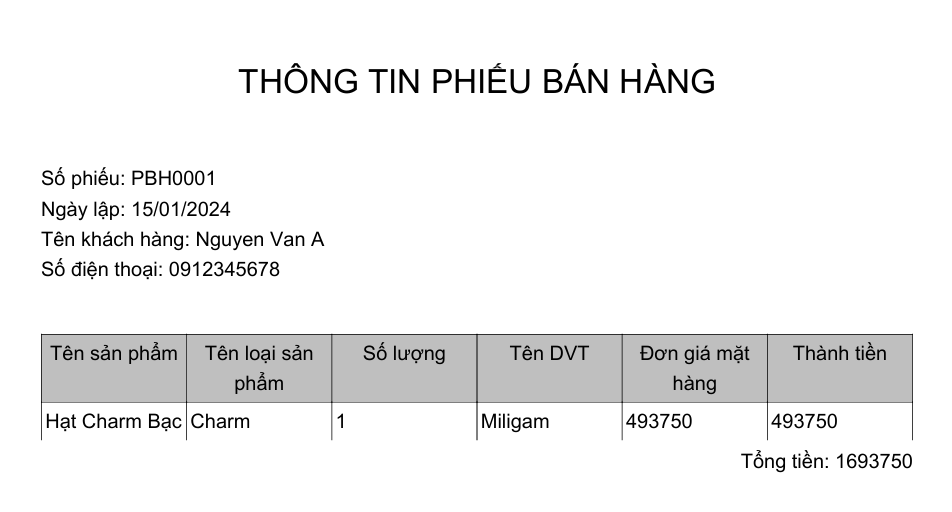 THÔNG TIN PHIẾU BÁN HÀNG
Số phiếu: PBH0001
Ngày lập: 15/01/2024
Tên khách hàng: Nguyen Van A
Số điện thoại: 0912345678
Tên sản phẩm Tên loại sản phẩm Số lượng Tên DVT Đơn giá mặt hàng Thành tiền
Hạt Charm Bạc Charm 1 Miligam 493750 493750
Tổng tiền: 1693750